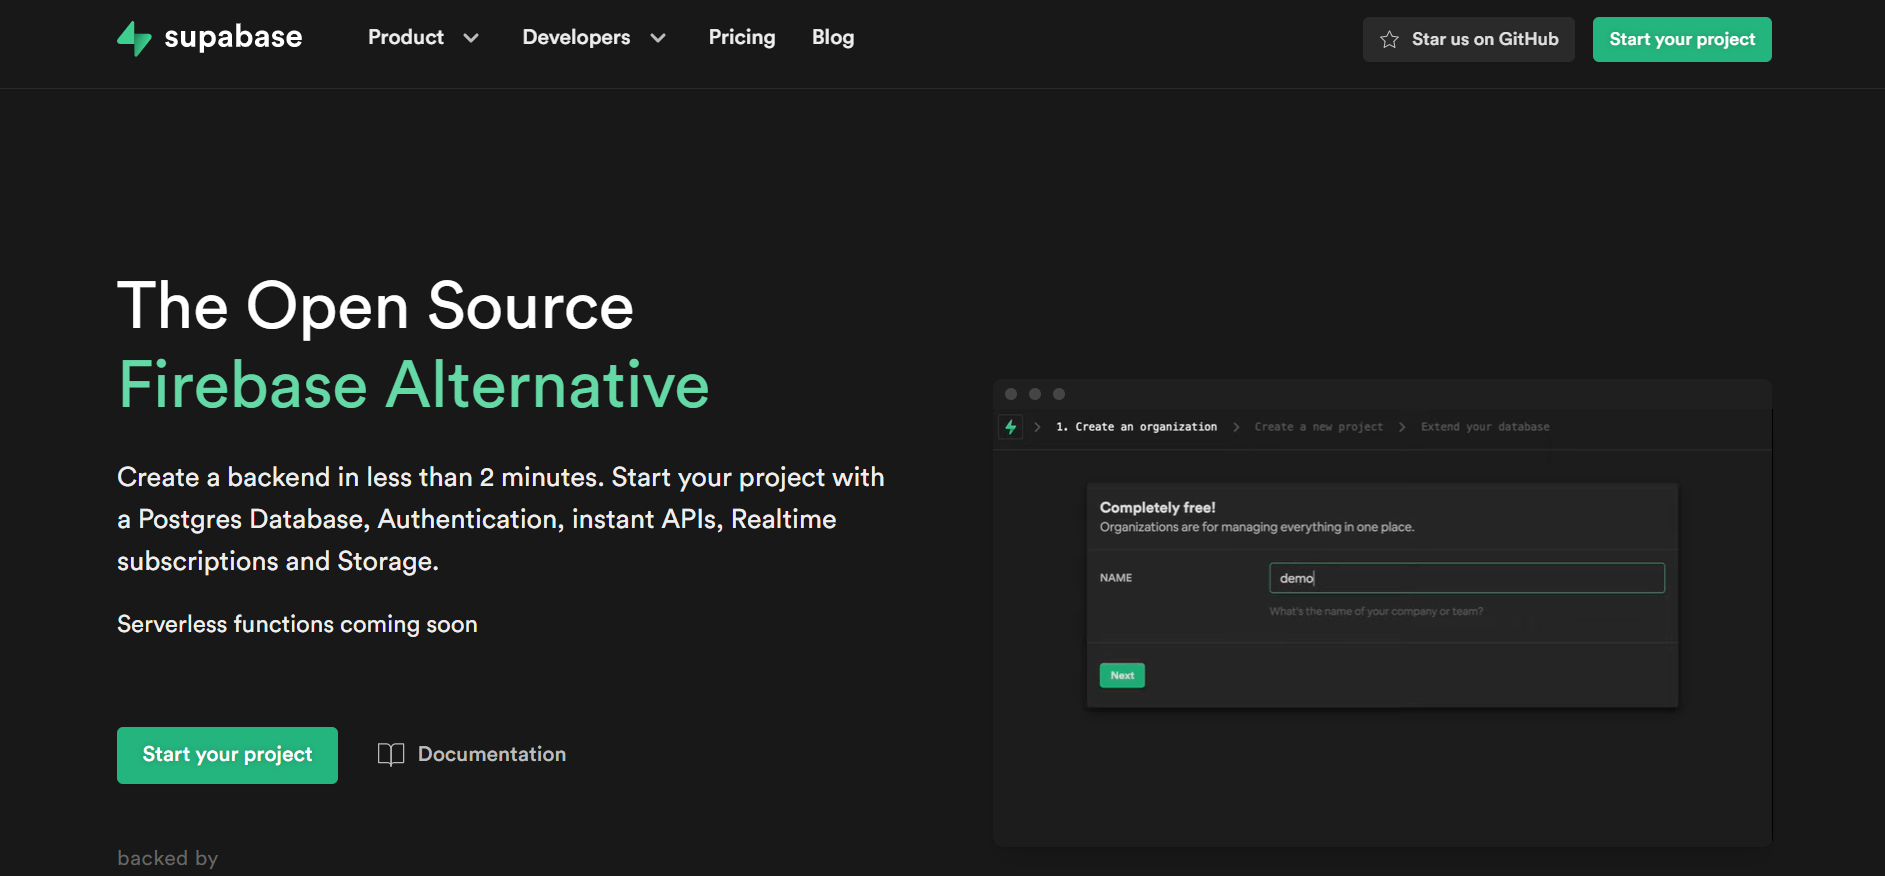 supabase
Product
Developers
Pricing
Blog
Star us on GitHub
Start your project
The Open Source
Firebase Alternative
Create a backend in less than 2 minutes. Start your project with
a Postgres Database, Authentication, instant APIs, Realtime
subscriptions and Storage.
Serverless functions coming soon
Start your project
Documentation
backed by
1. Create an organization
Create a new project
Extend your database
Completely free!
Organizations are for managing everything in one place.
NAME
demo
What's the name of your company or team?
Next